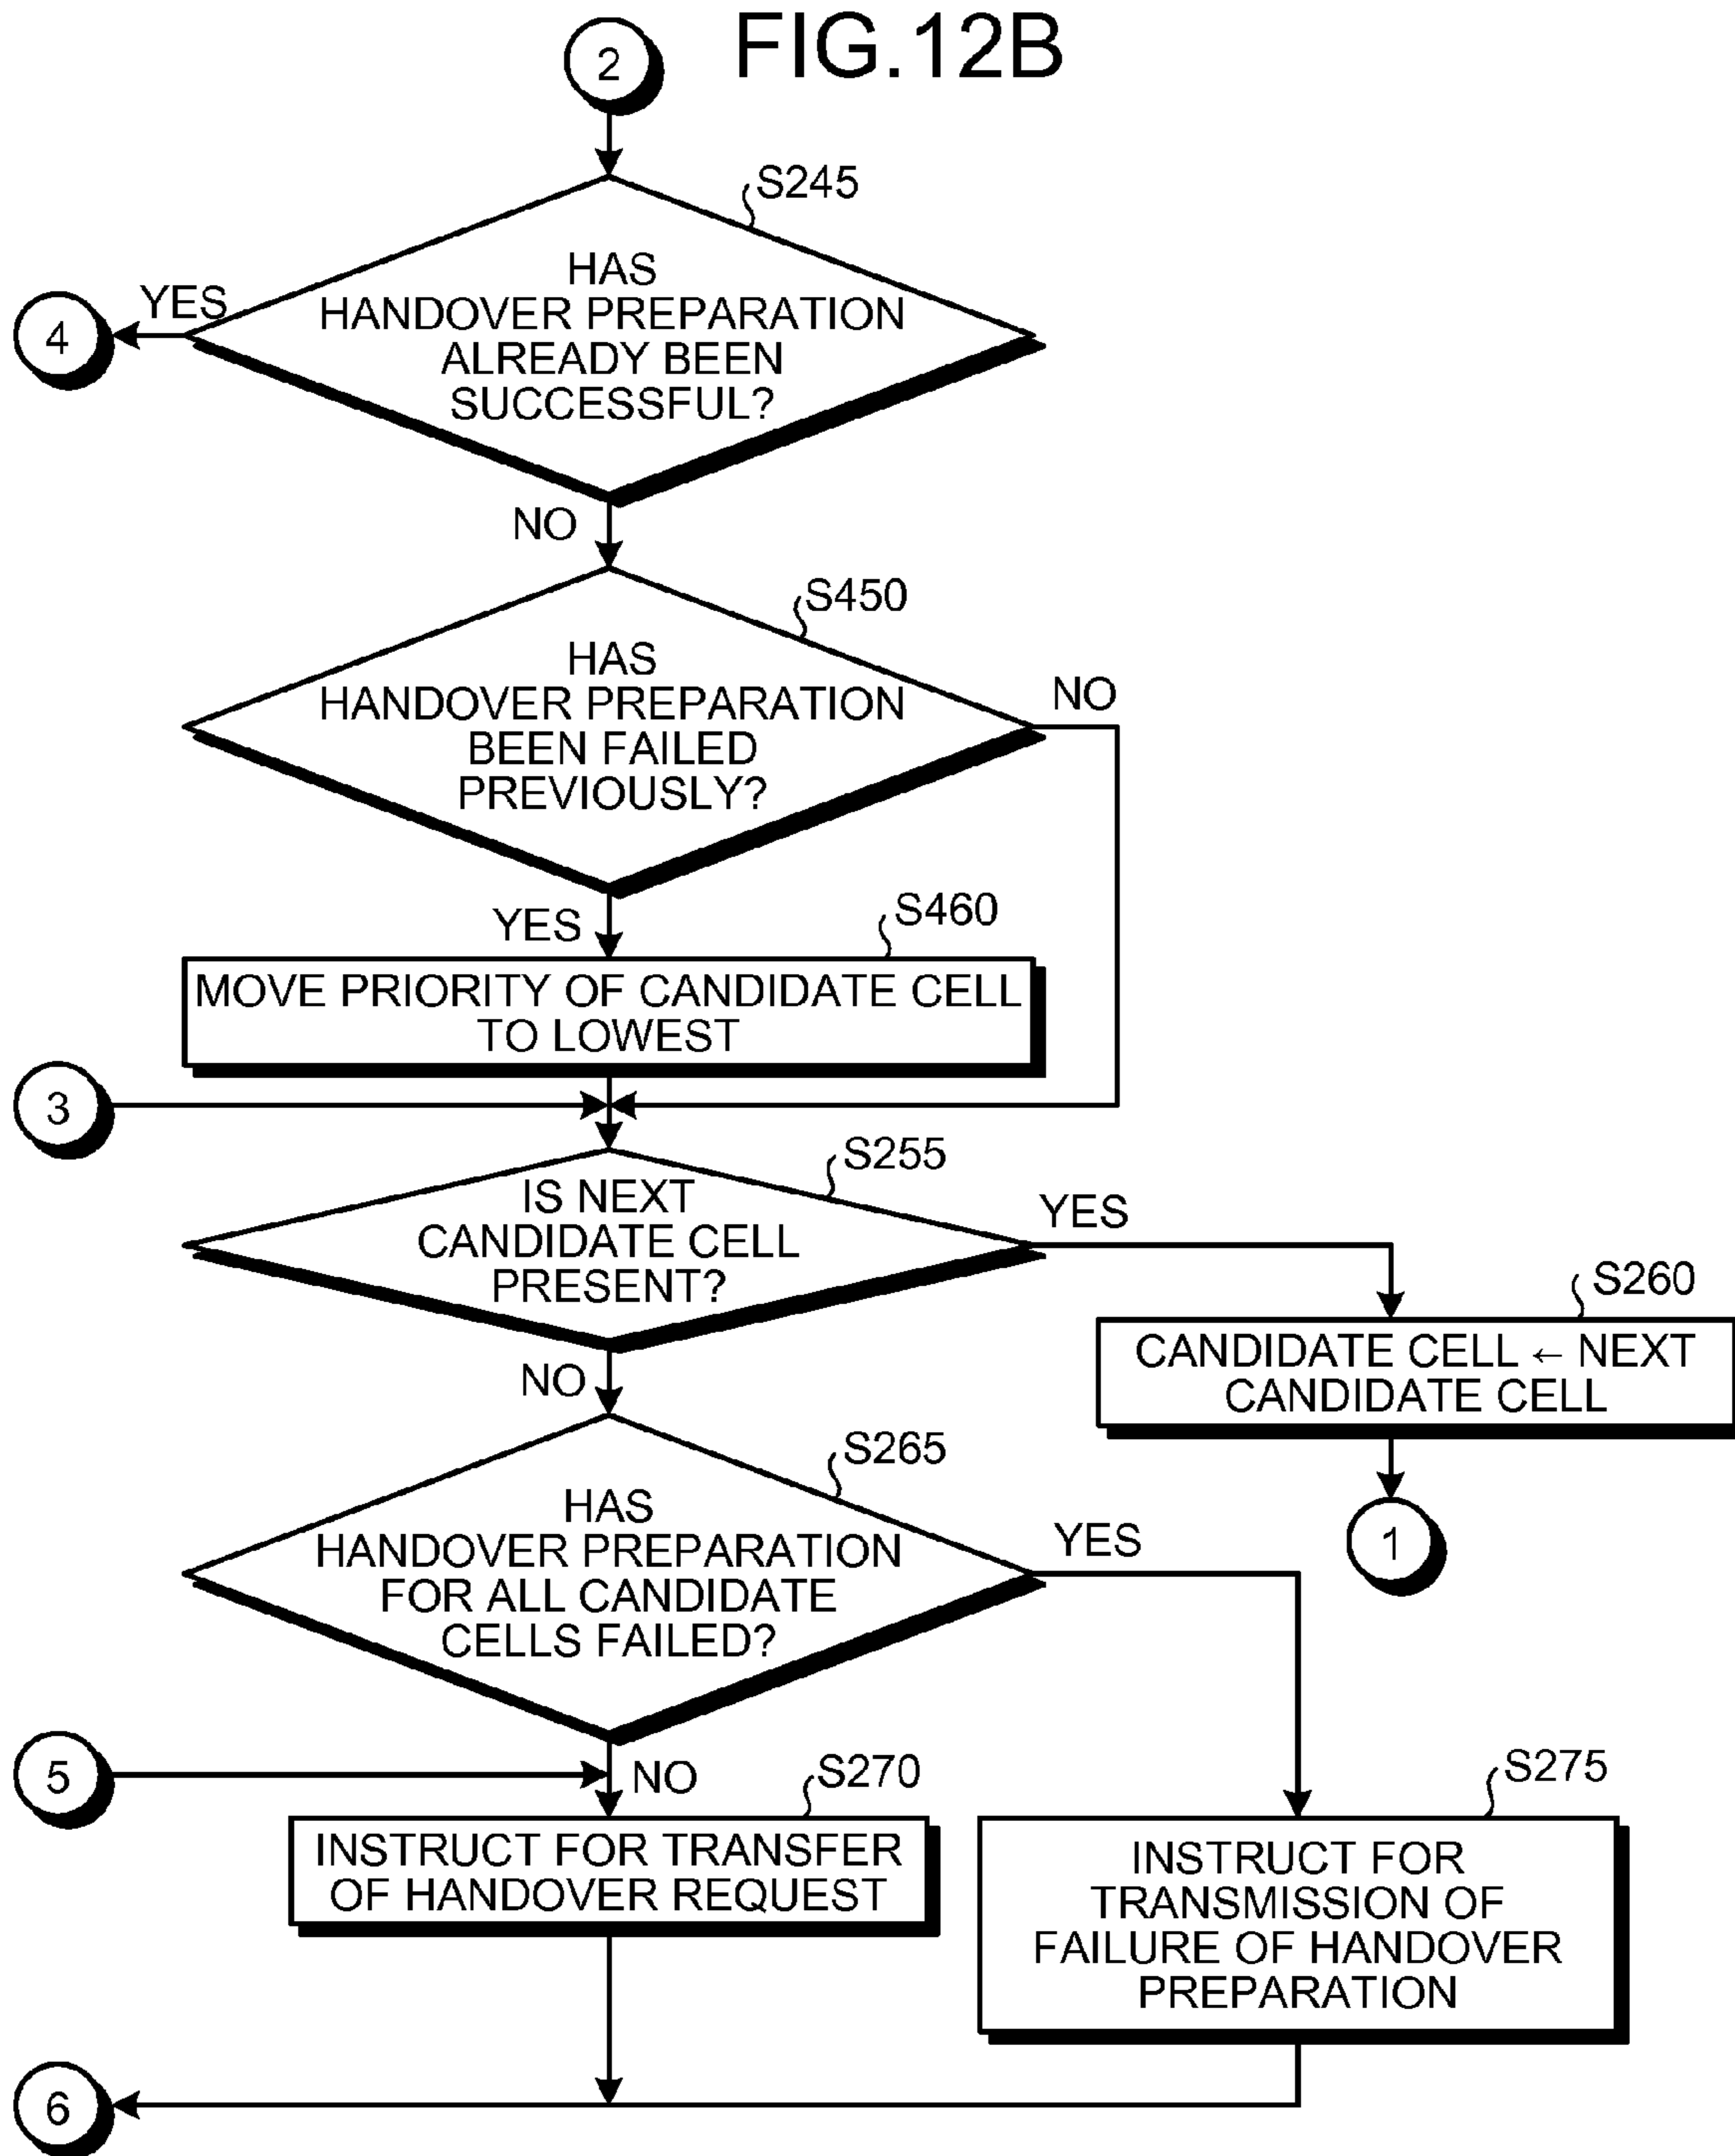 FIG.12B
2
S245
HAS
HANDOVER PREPARATION
ALREADY BEEN
SUCCESSFUL?
YES
4
NO
S450
HAS
HANDOVER PREPARATION
BEEN FAILED
PREVIOUSLY?
NO
YES
S460
MOVE PRIORITY OF CANDIDATE CELL
TO LOWEST
3
S255
IS NEXT
CANDIDATE CELL
PRESENT?
YES
S260
CANDIDATE CELL ← NEXT
CANDIDATE CELL
1
NO
S265
HAS
HANDOVER PREPARATION
FOR ALL CANDIDATE
CELLS FAILED?
YES
5
NO
S270
INSTRUCT FOR TRANSFER
OF HANDOVER REQUEST
S275
INSTRUCT FOR
TRANSMISSION OF
FAILURE OF HANDOVER
PREPARATION
6